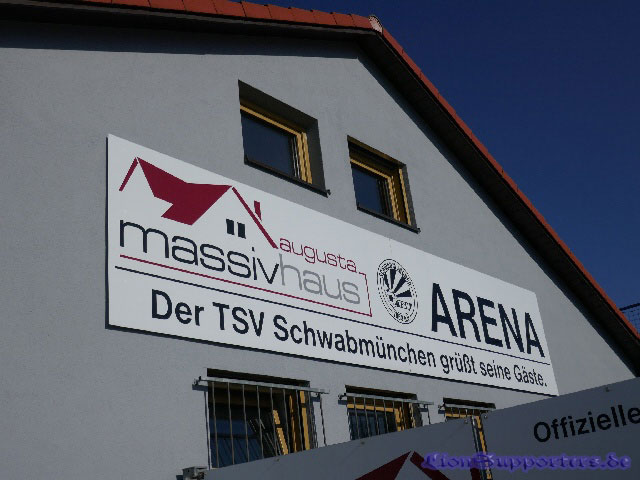 augusta
massivhaus
ARENA
Der TSV Schwabmünchen grüßt seine Gäste.
Offizielle
LionSupporters.de